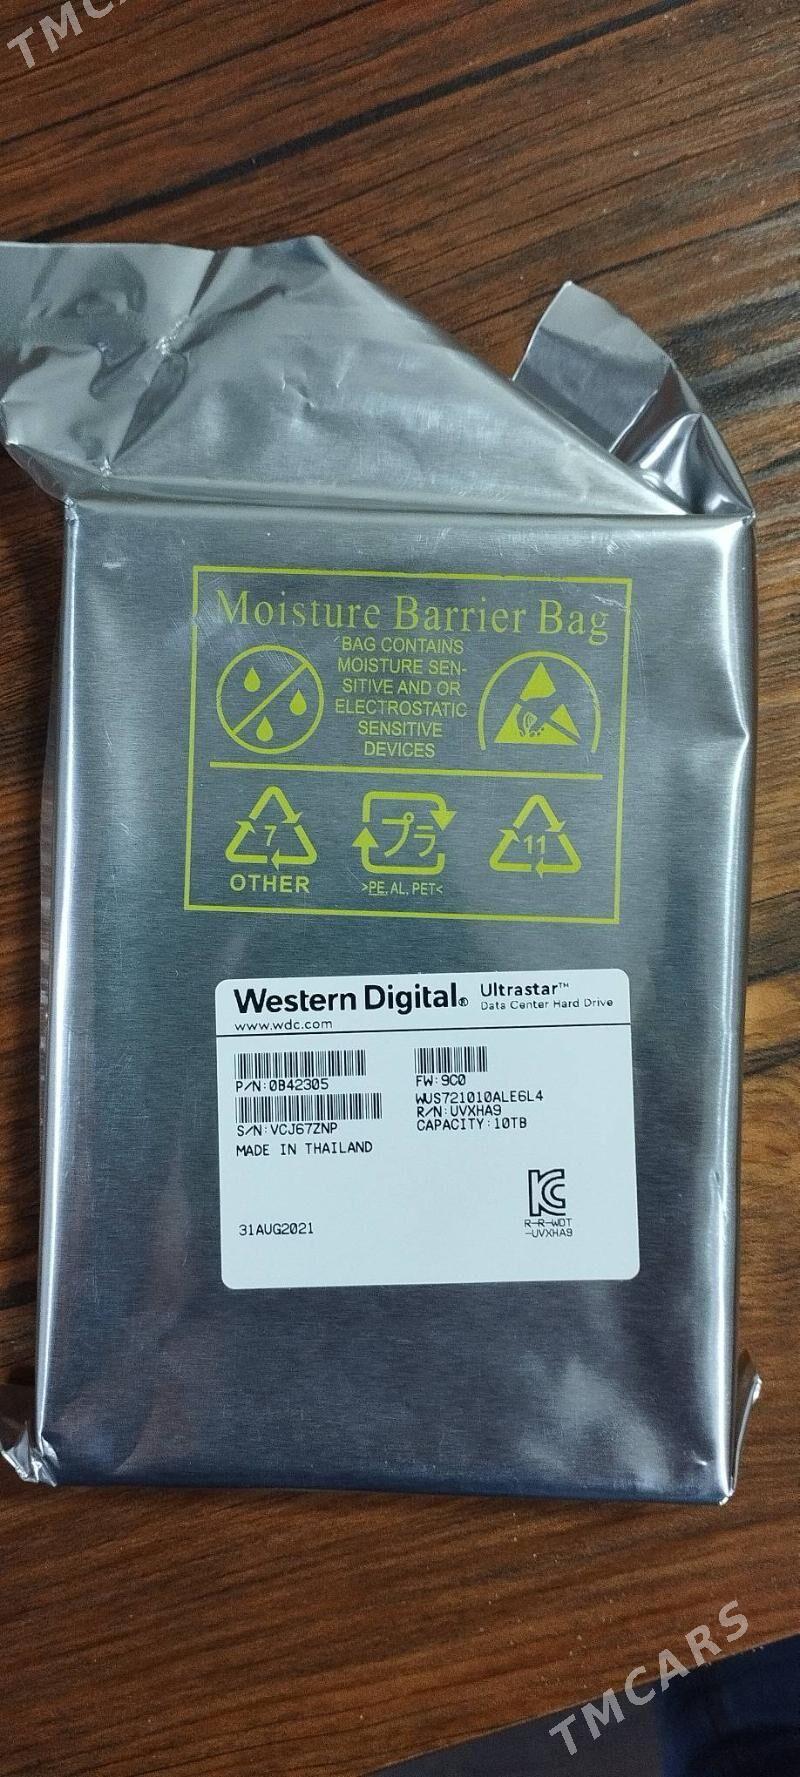 TMCA
Moisture Barrier Bag
BAG CONTAINS
MOISTURE SEN-
SITIVE AND OR
ELECTROSTATIC
SENSITIVE
DEVICES
7
OTHER
プラ
>PE, AL, PET<
11
Western Digital® Ultrastar™
Data Center Hard Drive
www.wdc.com
P/N:0B42305
S/N:VCJ67ZNP
MADE IN THAILAND
31AUG2021
FW:9C0
WUS721010ALE6L4
R/N:UVXHA9
CAPACITY:10TB
R-R-WDT
-UVXHA9
TMCARS